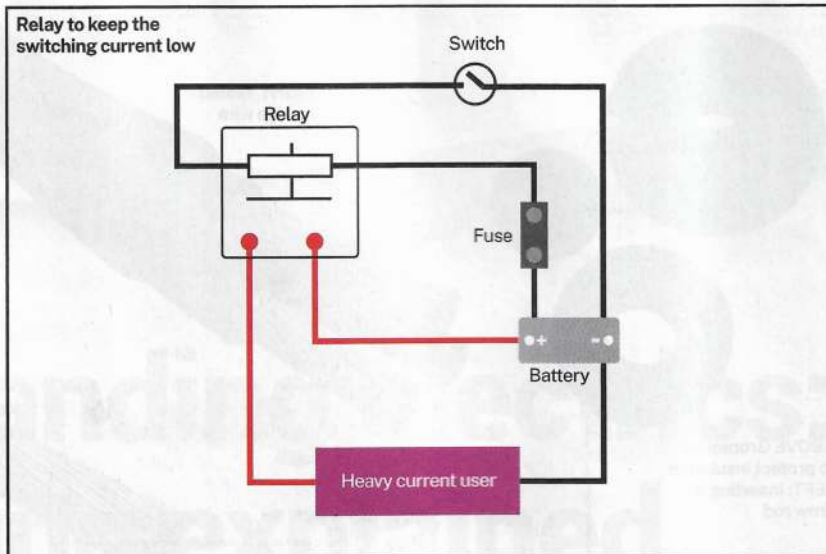 Relay to keep the
switching current low
Switch
Relay
Fuse
+ -
Battery
Heavy current user